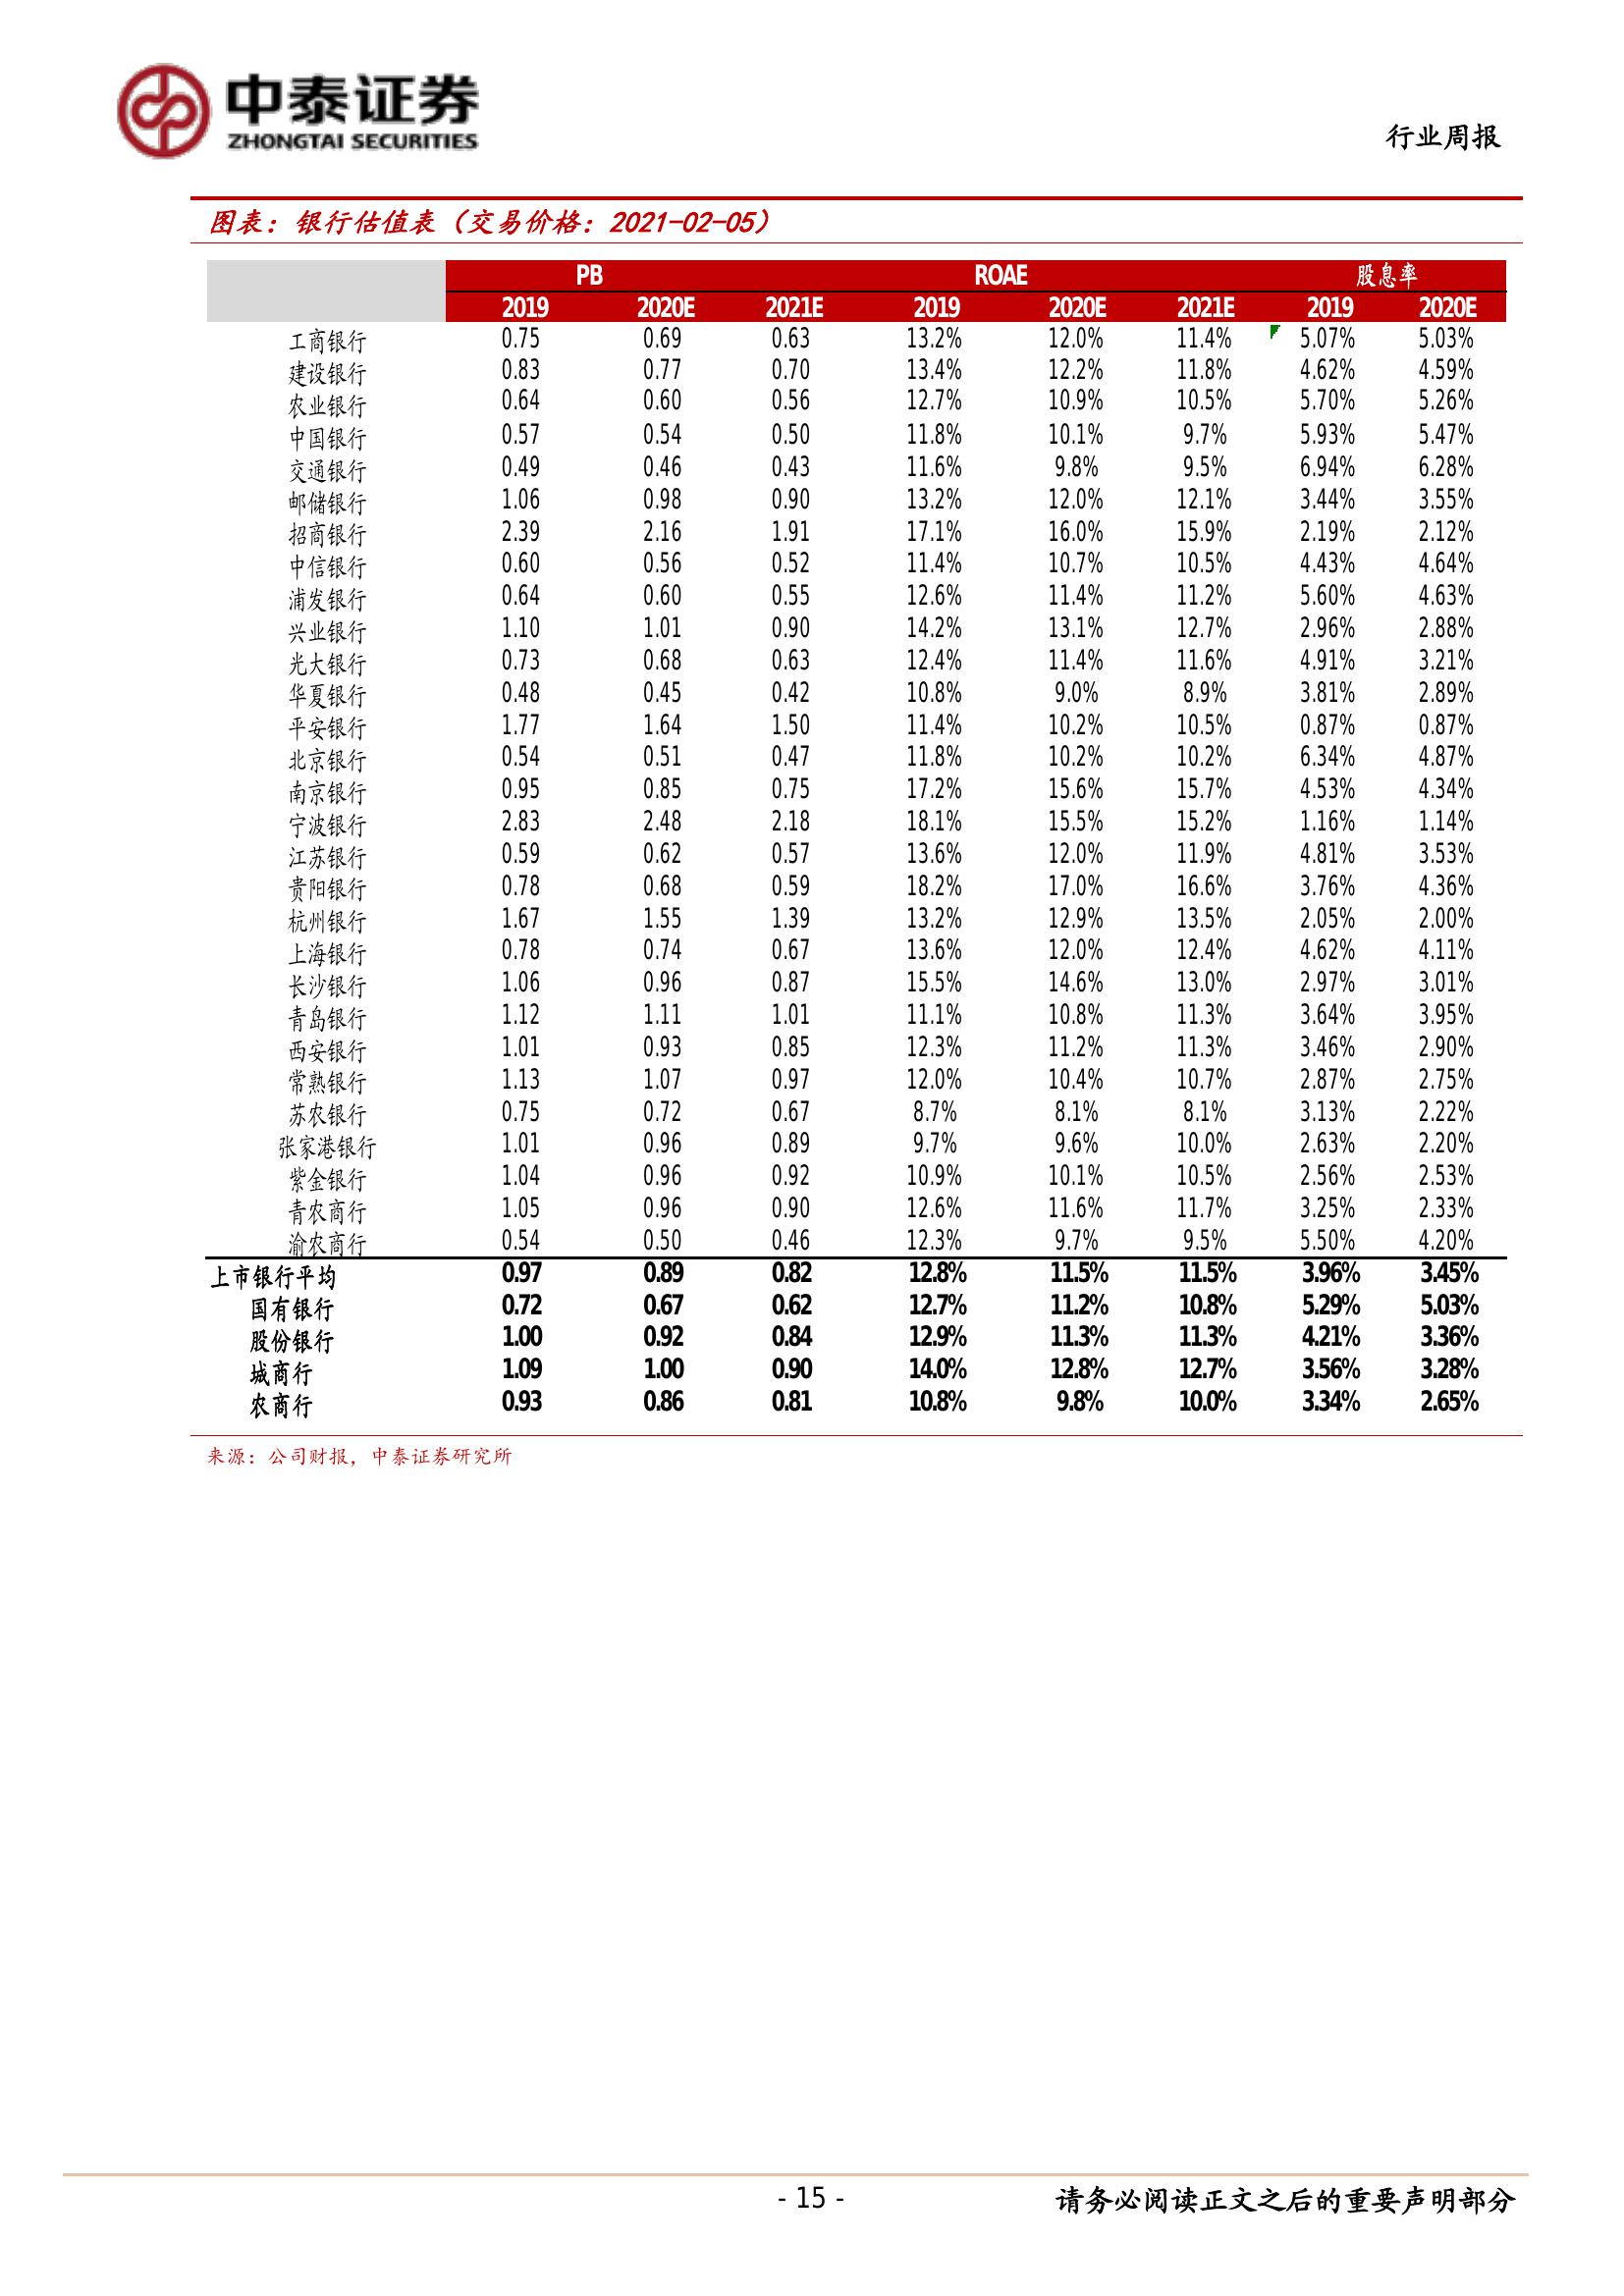 中泰证券
ZHONGTAI SECURITIES
行业周报
图表：银行估值表（交易价格：2021-02-05）
PB ROAE 股息率
2019 2020E 2021E 2019 2020E 2021E 2019 2020E
工商银行 0.75 0.69 0.63 13.2% 12.0% 11.4% 5.07% 5.03%
建设银行 0.83 0.77 0.70 13.4% 12.2% 11.8% 4.62% 4.59%
农业银行 0.64 0.60 0.56 12.7% 10.9% 10.5% 5.70% 5.26%
中国银行 0.57 0.54 0.50 11.8% 10.1% 9.7% 5.93% 5.47%
交通银行 0.49 0.46 0.43 11.6% 9.8% 9.5% 6.94% 6.28%
邮储银行 1.06 0.98 0.90 13.2% 12.0% 12.1% 3.44% 3.55%
招商银行 2.39 2.16 1.91 17.1% 16.0% 15.9% 2.19% 2.12%
中信银行 0.60 0.56 0.52 11.4% 10.7% 10.5% 4.43% 4.64%
浦发银行 0.64 0.60 0.55 12.6% 11.4% 11.2% 5.60% 4.63%
兴业银行 1.10 1.01 0.90 14.2% 13.1% 12.7% 2.96% 2.88%
光大银行 0.73 0.68 0.63 12.4% 11.4% 11.6% 4.91% 3.21%
华夏银行 0.48 0.45 0.42 10.8% 9.0% 8.9% 3.81% 2.89%
平安银行 1.77 1.64 1.50 11.4% 10.2% 10.5% 0.87% 0.87%
北京银行 0.54 0.51 0.47 11.8% 10.2% 10.2% 6.34% 4.87%
南京银行 0.95 0.85 0.75 17.2% 15.6% 15.7% 4.53% 4.34%
宁波银行 2.83 2.48 2.18 18.1% 15.5% 15.2% 1.16% 1.14%
江苏银行 0.59 0.62 0.57 13.6% 12.0% 11.9% 4.81% 3.53%
贵阳银行 0.78 0.68 0.59 18.2% 17.0% 16.6% 3.76% 4.36%
杭州银行 1.67 1.55 1.39 13.2% 12.9% 13.5% 2.05% 2.00%
上海银行 0.78 0.74 0.67 13.6% 12.0% 12.4% 4.62% 4.11%
长沙银行 1.06 0.96 0.87 15.5% 14.6% 13.0% 2.97% 3.01%
青岛银行 1.12 1.11 1.01 11.1% 10.8% 11.3% 3.64% 3.95%
西安银行 1.01 0.93 0.85 12.3% 11.2% 11.3% 3.46% 2.90%
常熟银行 1.13 1.07 0.97 12.0% 10.4% 10.7% 2.87% 2.75%
苏农银行 0.75 0.72 0.67 8.7% 8.1% 8.1% 3.13% 2.22%
张家港银行 1.01 0.96 0.89 9.7% 9.6% 10.0% 2.63% 2.20%
紫金银行 1.04 0.96 0.92 10.9% 10.1% 10.5% 2.56% 2.53%
青农商行 1.05 0.96 0.90 12.6% 11.6% 11.7% 3.25% 2.33%
渝农商行 0.54 0.50 0.46 12.3% 9.7% 9.5% 5.50% 4.20%
上市银行平均 0.97 0.89 0.82 12.8% 11.5% 11.5% 3.96% 3.45%
国有银行 0.72 0.67 0.62 12.7% 11.2% 10.8% 5.29% 5.03%
股份银行 1.00 0.92 0.84 12.9% 11.3% 11.3% 4.21% 3.36%
城商行 1.09 1.00 0.90 14.0% 12.8% 12.7% 3.56% 3.28%
农商行 0.93 0.86 0.81 10.8% 9.8% 10.0% 3.34% 2.65%
来源：公司财报，中泰证券研究所
- 15 - 请务必阅读正文之后的重要声明部分